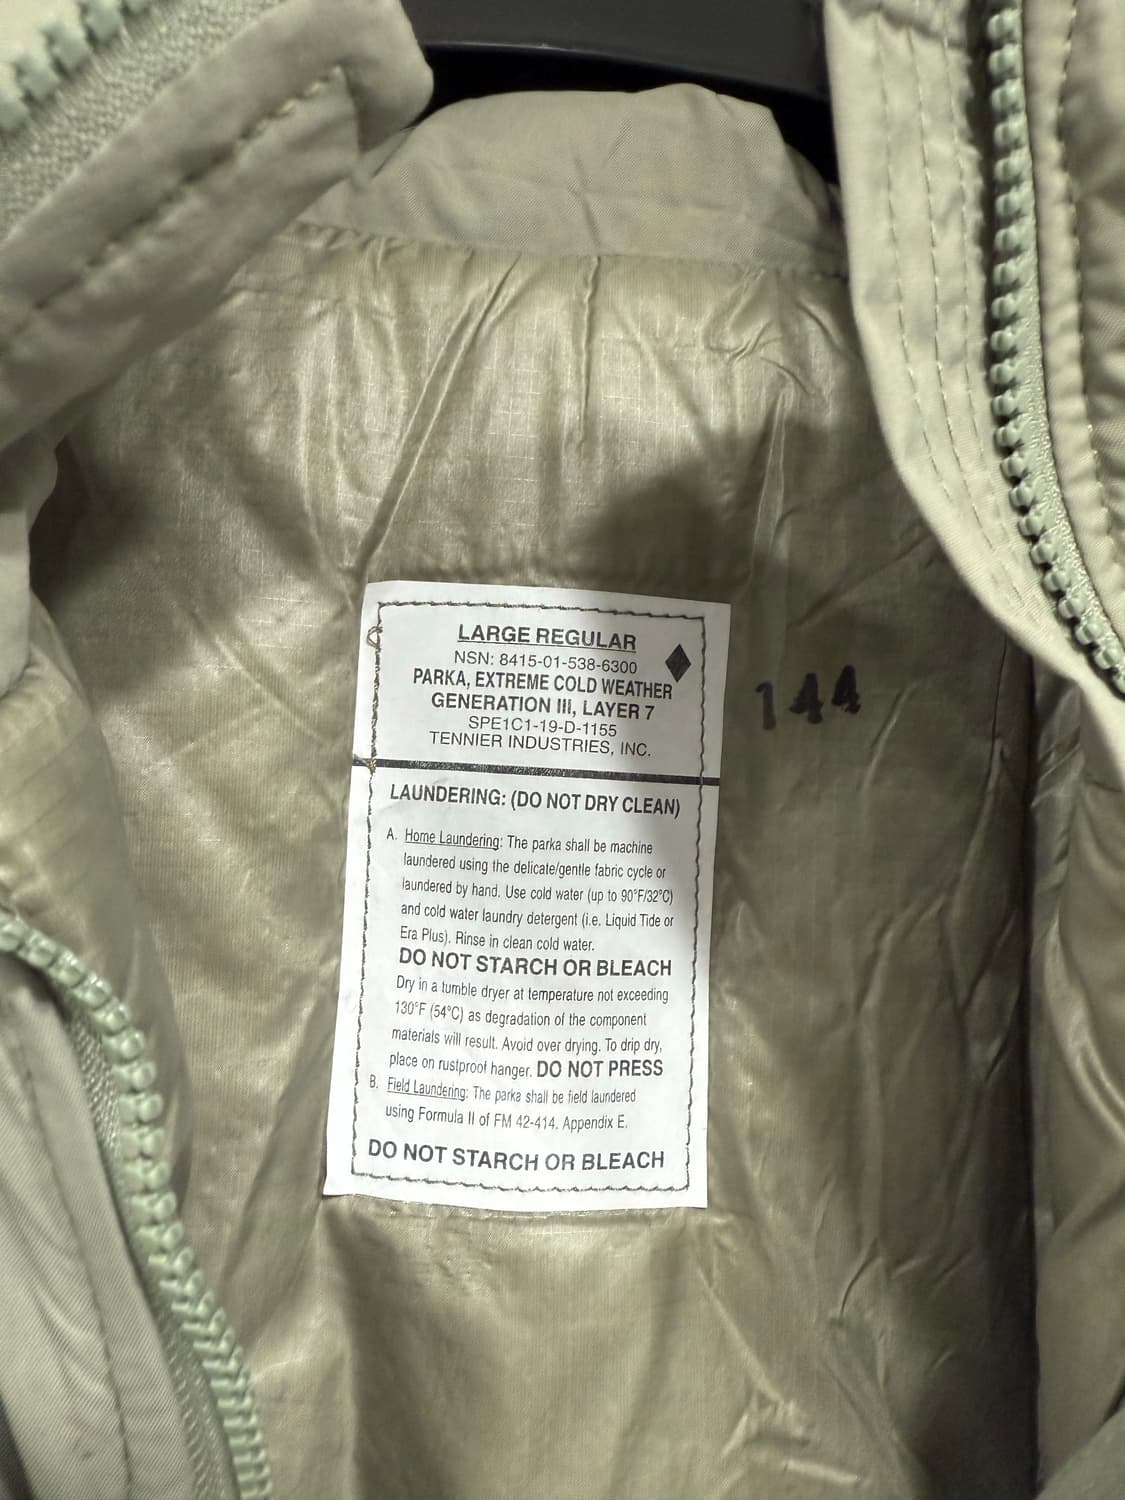 LARGE REGULAR
NSN: 8415-01-538-6300
PARKA, EXTREME COLD WEATHER
GENERATION III, LAYER 7
SPE1C1-19-D-1155
TENNIER INDUSTRIES, INC.
144
LAUNDERING: (DO NOT DRY CLEAN)
A. Home Laundering: The parka shall be machine
laundered using the delicate/gentle fabric cycle or
laundered by hand. Use cold water (up to 90°F/32°C)
and cold water laundry detergent (i.e. Liquid Tide or
Era Plus). Rinse in clean cold water.
DO NOT STARCH OR BLEACH
Dry in a tumble dryer at temperature not exceeding
130°F (54°C) as degradation of the component
materials will result. Avoid over drying. To drip dry,
place on rustproof hanger. DO NOT PRESS
B. Field Laundering: The parka shall be field laundered
using Formula II of FM 42-414. Appendix E.
DO NOT STARCH OR BLEACH